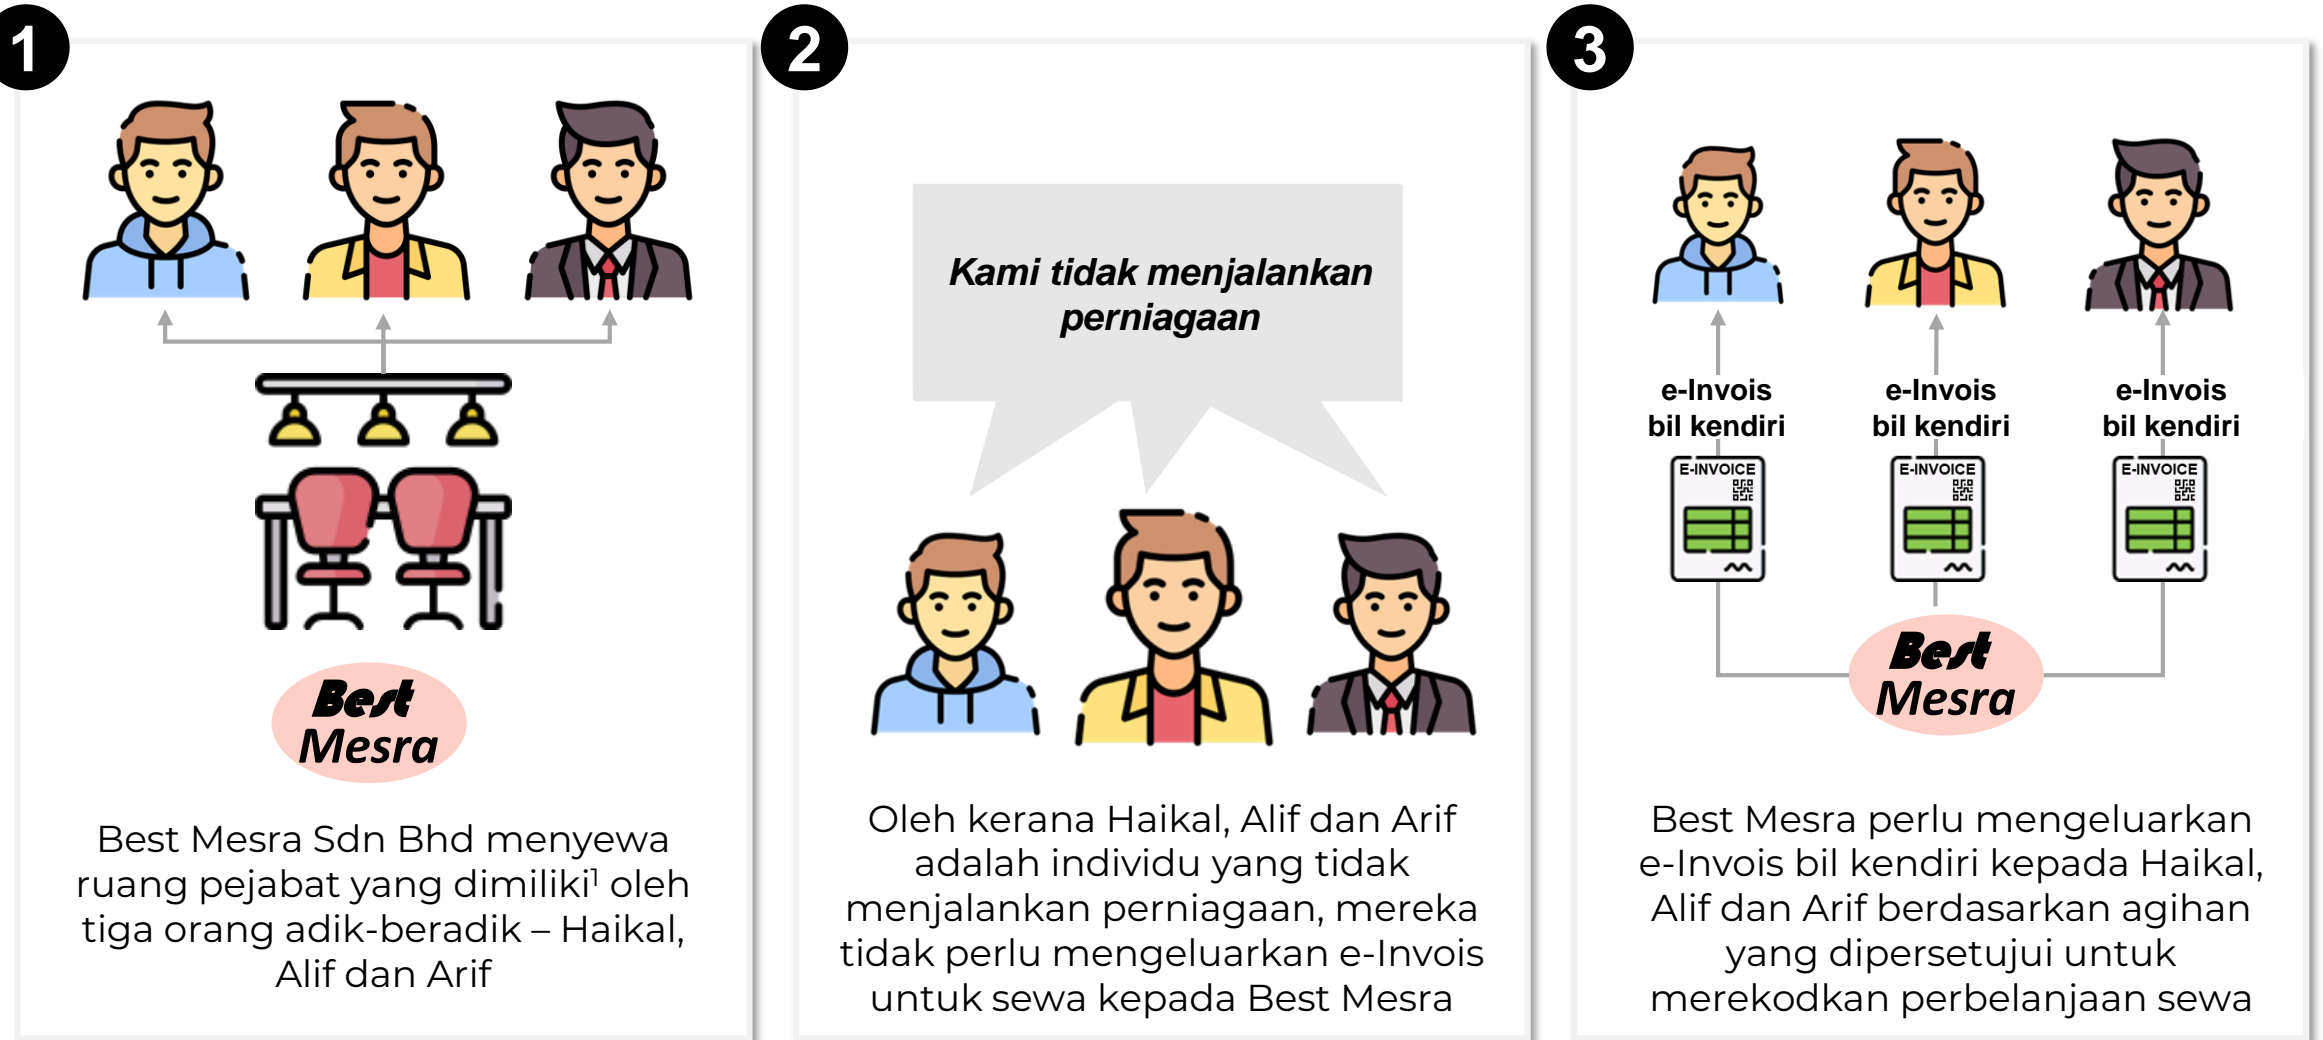 1
Best
Mesra
Best Mesra Sdn Bhd menyewa
ruang pejabat yang dimiliki¹ oleh
tiga orang adik-beradik – Haikal,
Alif dan Arif
2
Kami tidak menjalankan
perniagaan
Oleh kerana Haikal, Alif dan Arif
adalah individu yang tidak
menjalankan perniagaan, mereka
tidak perlu mengeluarkan e-Invois
untuk sewa kepada Best Mesra
3
e-Invois
bil kendiri
e-Invois
bil kendiri
e-Invois
bil kendiri
E-INVOICE
E-INVOICE
E-INVOICE
Best
Mesra
Best Mesra perlu mengeluarkan
e-Invois bil kendiri kepada Haikal,
Alif dan Arif berdasarkan agihan
yang dipersetujui untuk
merekodkan perbelanjaan sewa